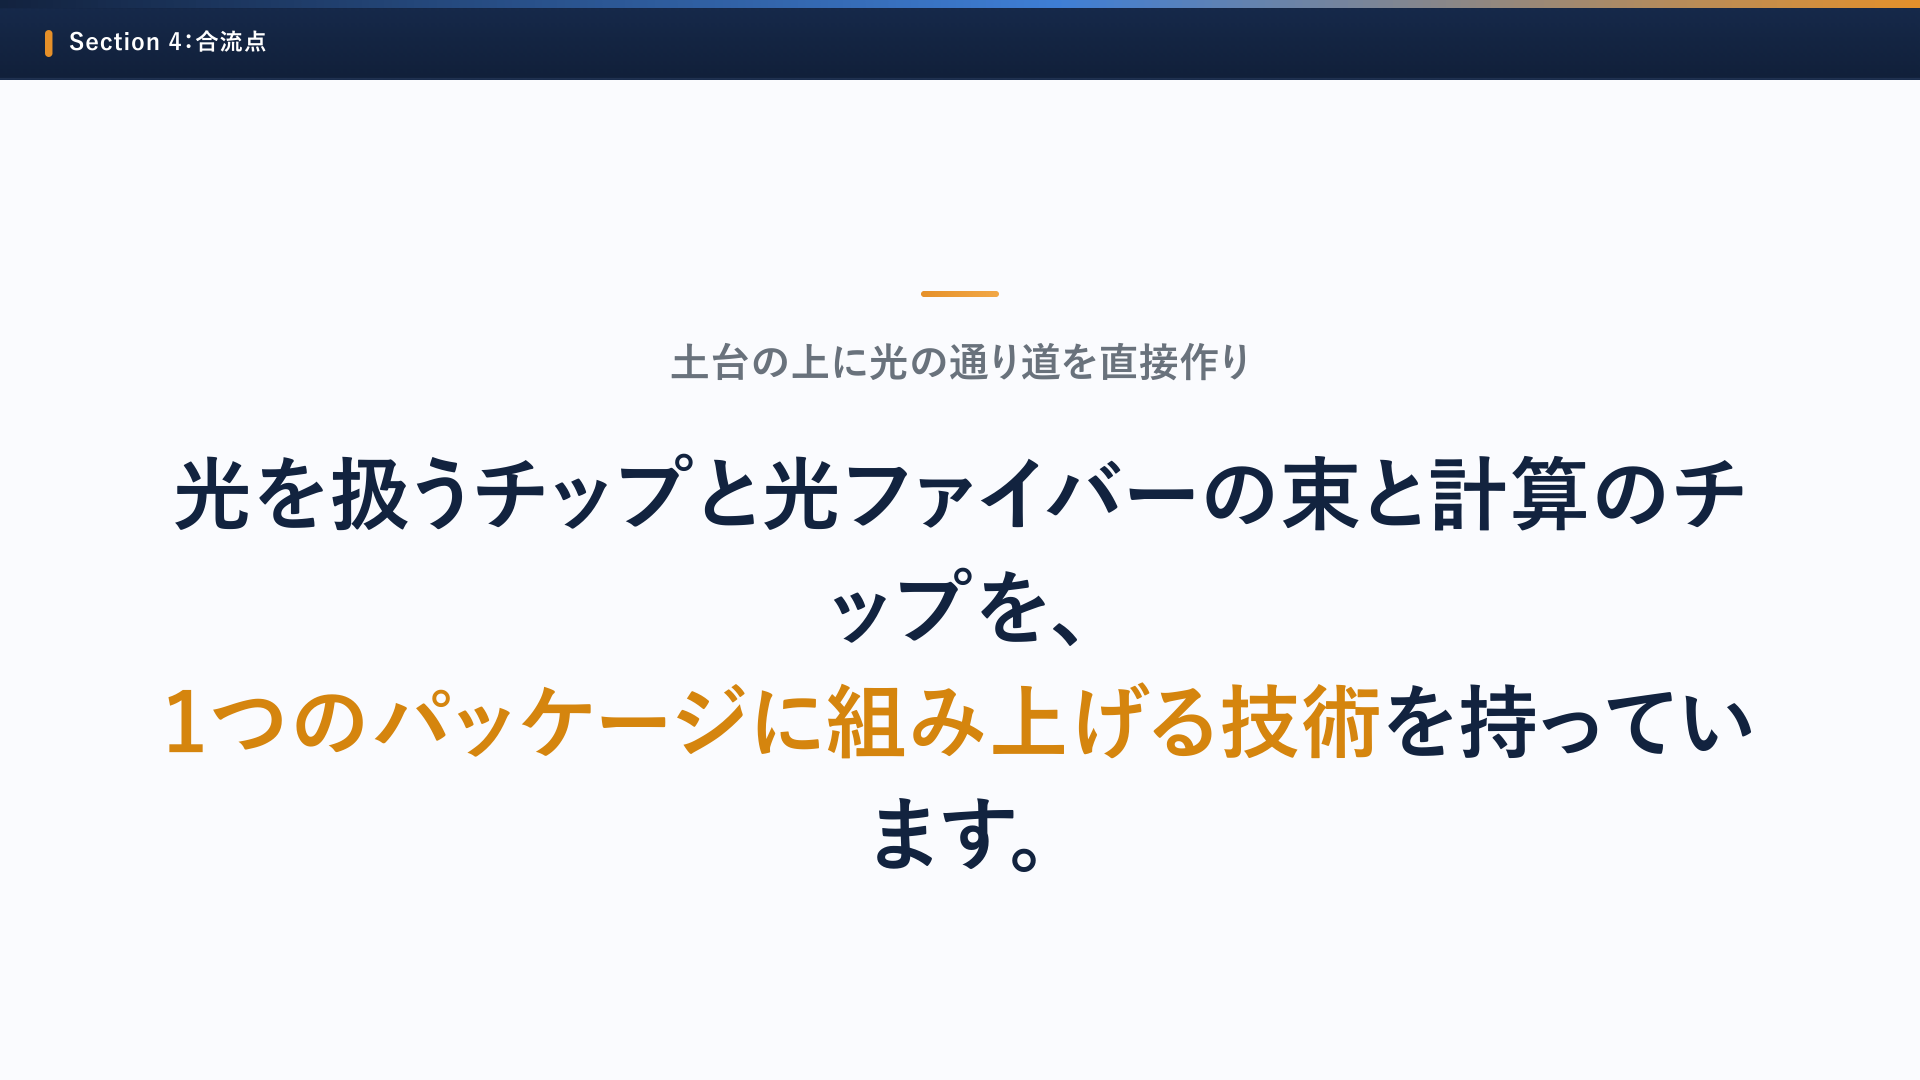 Section 4：合流点
土台の上に光の通り道を直接作り
光を扱うチップと光ファイバーの束と計算のチ
ップを、
1つのパッケージに組み上げる技術を持ってい
ます。